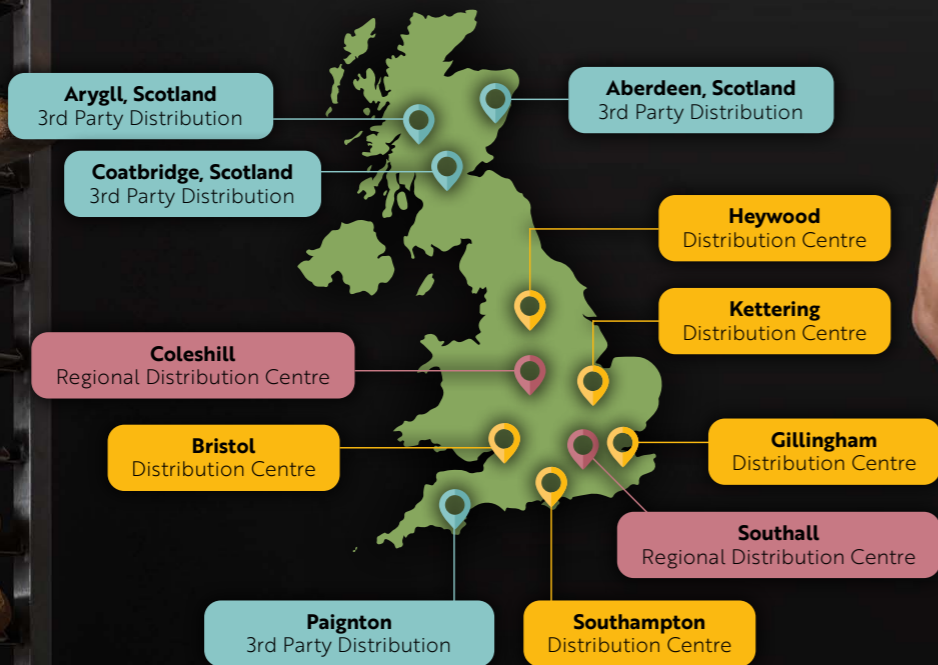 Arygll, Scotland
3rd Party Distribution
Aberdeen, Scotland
3rd Party Distribution
Coatbridge, Scotland
3rd Party Distribution
Heywood
Distribution Centre
Kettering
Distribution Centre
Coleshill
Regional Distribution Centre
Bristol
Distribution Centre
Gillingham
Distribution Centre
Southall
Regional Distribution Centre
Paignton
3rd Party Distribution
Southampton
Distribution Centre